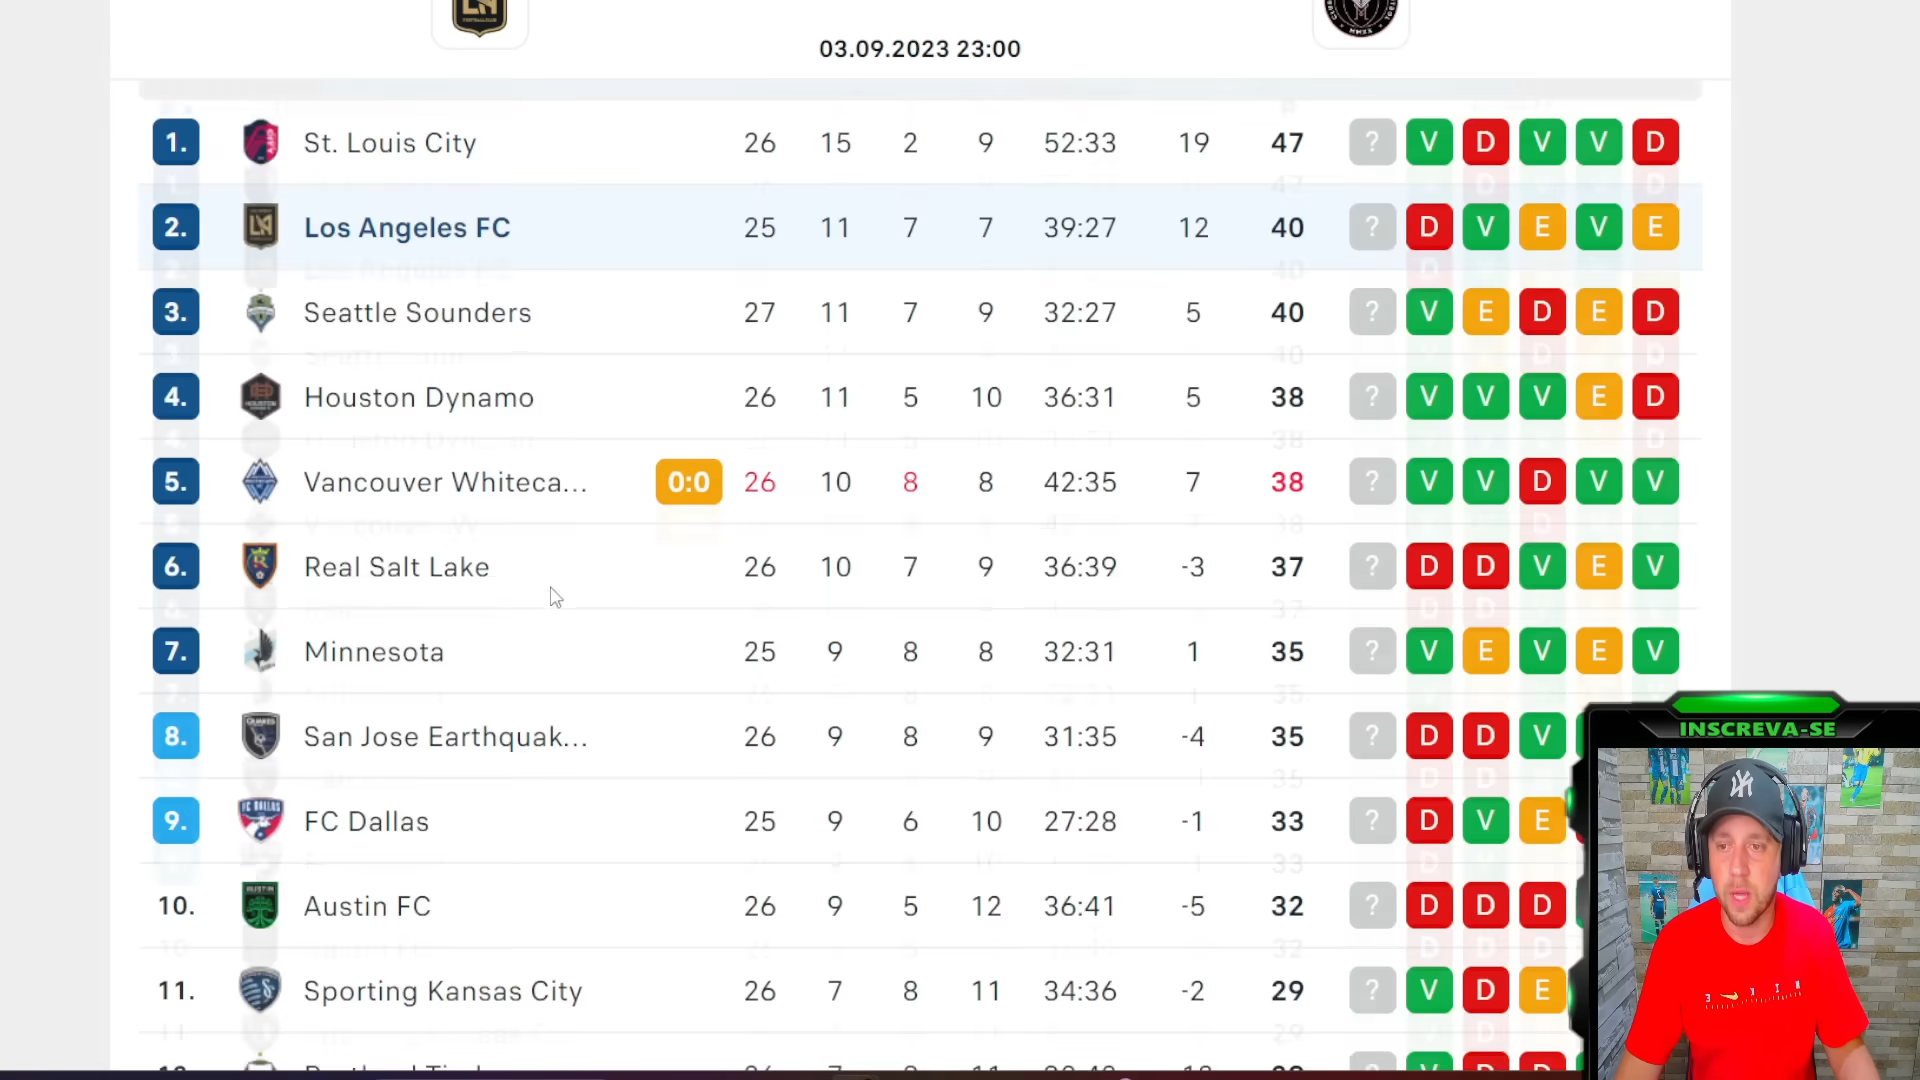 03.09.2023 23:00
1. St. Louis City 26 15 2 9 52:33 19 47 ? V D V V D
2. Los Angeles FC 25 11 7 7 39:27 12 40 ? D V E V E
3. Seattle Sounders 27 11 7 9 32:27 5 40 ? V E D E D
4. Houston Dynamo 26 11 5 10 36:31 5 38 ? V V V E D
5. Vancouver Whiteca... 0:0 26 10 8 8 42:35 7 38 ? V V D V V
6. Real Salt Lake 26 10 7 9 36:39 -3 37 ? D D V E V
7. Minnesota 25 9 8 8 32:31 1 35 ? V E V E V
8. San Jose Earthquak... 26 9 8 9 31:35 -4 35 ? D D V
INSCREVA-SE
9. FC Dallas 25 9 6 10 27:28 -1 33 ? D V E
10. Austin FC 26 9 5 12 36:41 -5 32 ? D D D
11. Sporting Kansas City 26 7 8 11 34:36 -2 29 ? V D E
NIKE